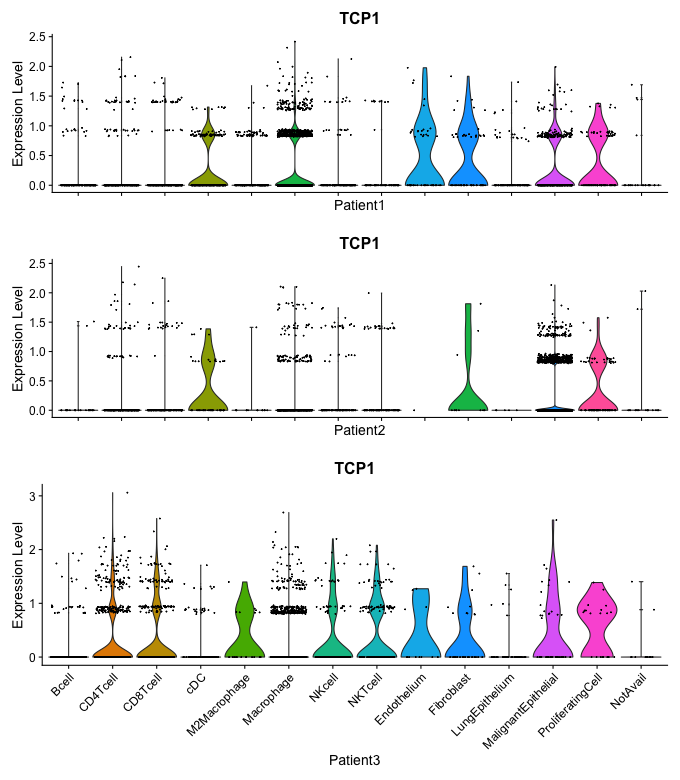 TCP1
Expression Level
2.5
2.0
1.5
1.0
0.5
0.0
Patient1
TCP1
Expression Level
2.5
2.0
1.5
1.0
0.5
0.0
Patient2
TCP1
Expression Level
3
2
1
0
Bcell
CD4Tcell
CD8Tcell
cDC
M2Macrophage
Macrophage
NKcell
NKTcell
Endothelium
Fibroblast
LungEpithelium
MalignantEpithelial
ProliferatingCell
NotAvail
Patient3